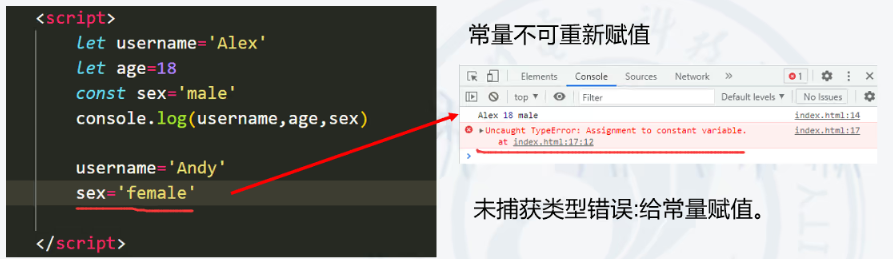 <script>
let username='Alex'
let age=18
const sex='male'
console.log(username,age,sex)
username='Andy'
sex='female'
</script>
常量不可重新赋值
Elements Console Sources Network » 1
top ▼ Filter Default levels ▼ No Issues
Alex 18 male index.html:14
▶Uncaught TypeError: Assignment to constant variable. index.html:17
at index.html:17:12
>
未捕获类型错误:给常量赋值。